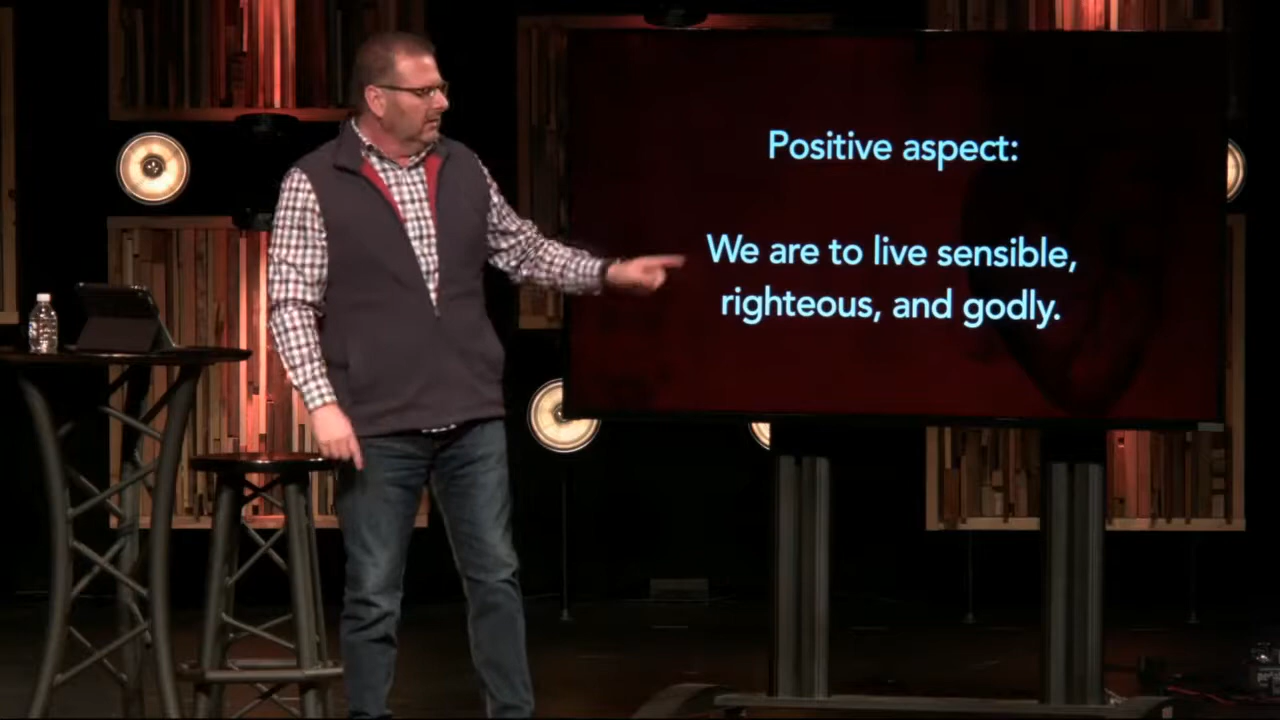 Positive aspect:
We are to live sensible,
righteous, and godly.